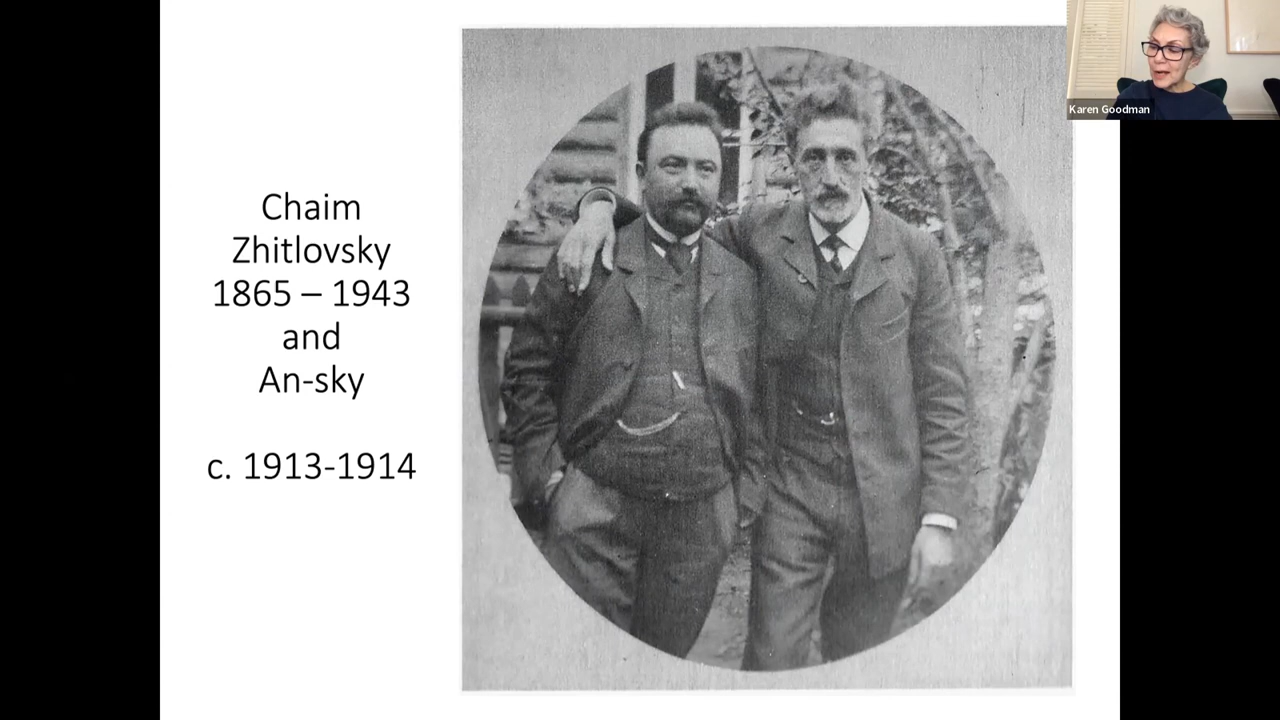 Chaim
Zhitlovsky
1865 – 1943
and
An-sky
c. 1913-1914
Karen Goodman